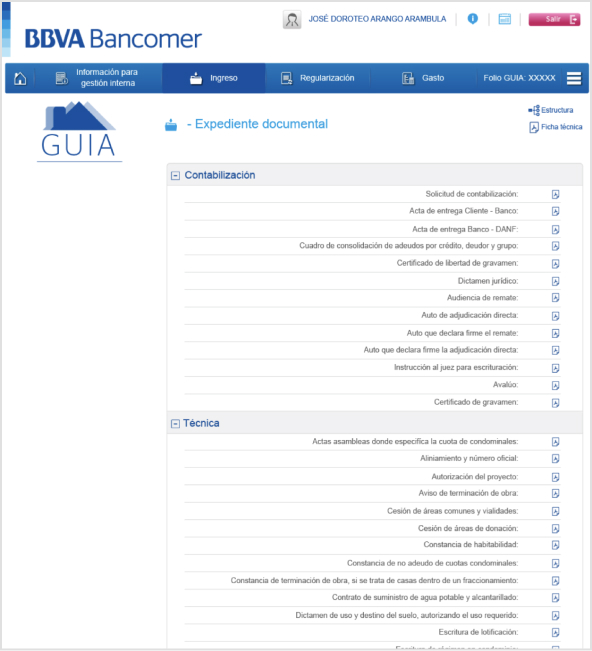 JOSÉ DOROTEO ARANGO ARAMBULA
Salir
BBVA Bancomer
Información para
gestión interna
Ingreso
Regularización
Gasto
Folio GUIA: XXXXX
GUIA
- Expediente documental
Estructura
Ficha técnica
Contabilización
Solicitud de contabilización:
Acta de entrega Cliente - Banco:
Acta de entrega Banco - DANF:
Cuadro de consolidación de adeudos por crédito, deudor y grupo:
Certificado de libertad de gravamen:
Dictamen jurídico:
Audiencia de remate:
Auto de adjudicación directa:
Auto que declara firme el remate:
Auto que declara firme la adjudicación directa:
Instrucción al juez para escrituración:
Avalúo:
Certificado de gravamen:
Técnica
Actas asambleas donde especifica la cuota de condominales:
Aliniamiento y número oficial:
Autorización del proyecto:
Aviso de terminación de obra:
Cesión de áreas comunes y vialidades:
Cesión de áreas de donación:
Constancia de habitabilidad:
Constancia de no adeudo de cuotas condominales:
Constancia de terminación de obra, si se trata de casas dentro de un fraccionamiento:
Contrato de suministro de agua potable y alcantarillado:
Dictamen de uso y destino del suelo, autorizando el uso requerido:
Escritura de lotificación: